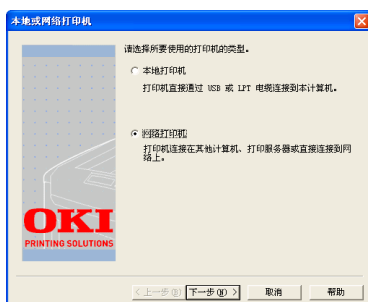 本地或网络打印机
请选择所要使用的打印机的类型。
本地打印机
打印机直接通过 USB 或 LPT 电缆连接到本计算机。
网络打印机
打印机连接在其他计算机、打印服务器或直接连接到网
络上。
OKI
PRINTING SOLUTIONS
< 上一步(B) 下一步(N) > 取消 帮助